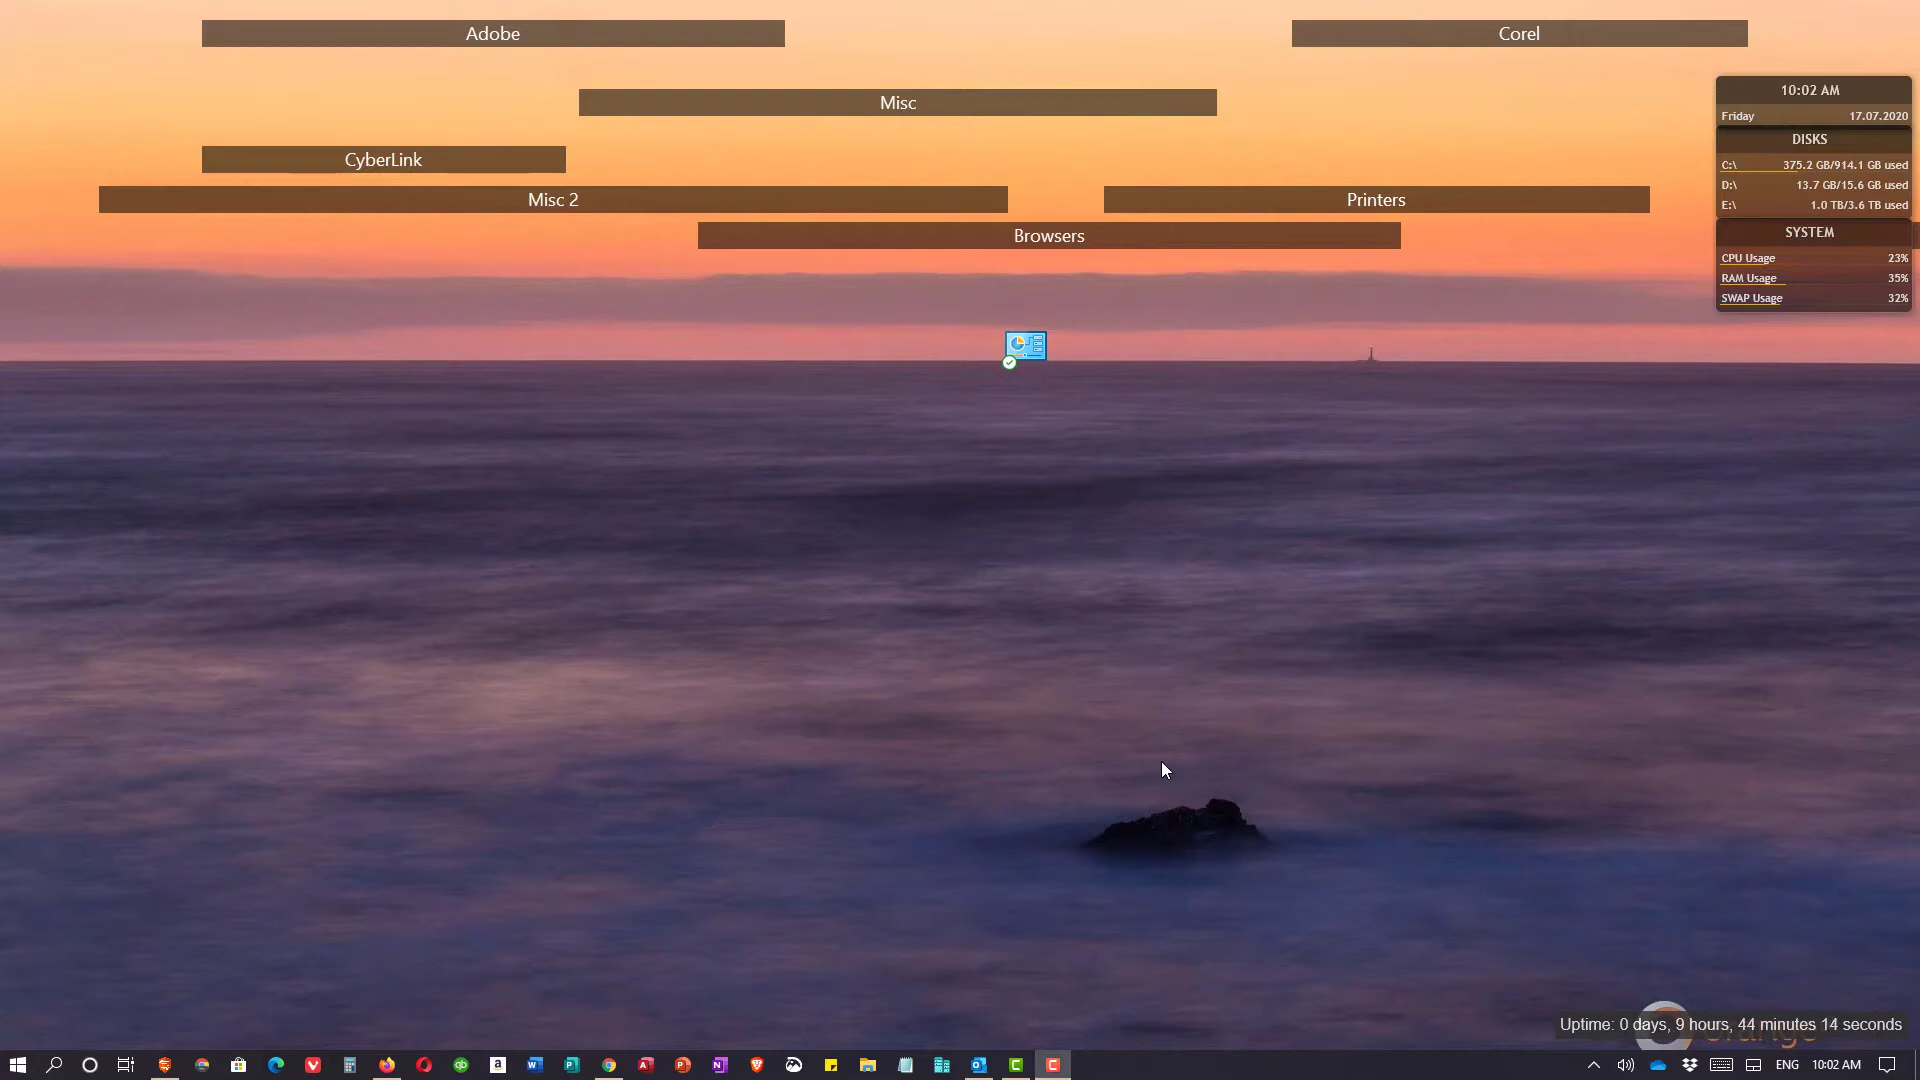 Adobe
Corel
Misc
10:02 AM
Friday 17.07.2020
DISKS
C:\ 375.2 GB/914.1 GB used
D:\ 13.7 GB/15.6 GB used
E:\ 1.0 TB/3.6 TB used
CyberLink
Misc 2
Printers
Browsers
SYSTEM
CPU Usage 23%
RAM Usage 35%
SWAP Usage 32%
Uptime: 0 days, 9 hours, 44 minutes 14 seconds
ENG
10:02 AM